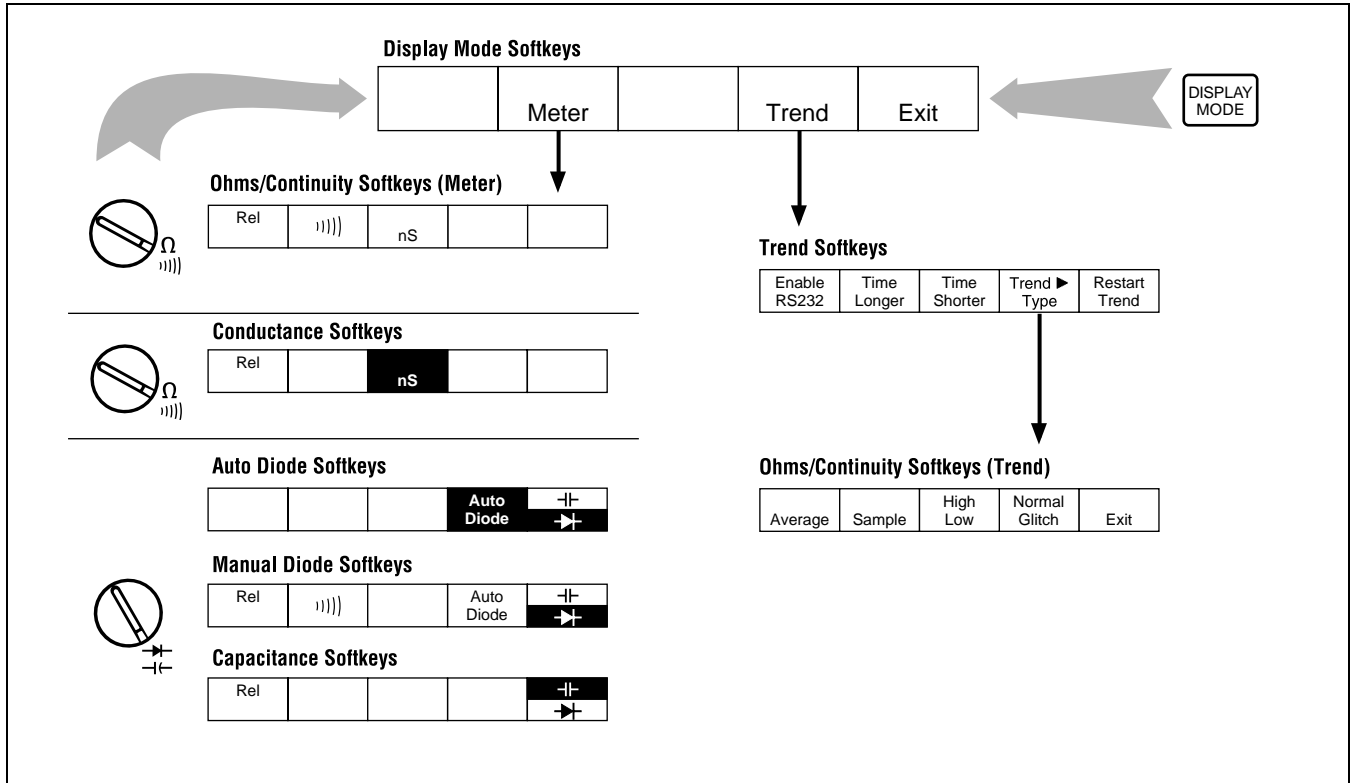 Display Mode Softkeys
Meter Trend Exit
DISPLAY
MODE
Ohms/Continuity Softkeys (Meter)
Rel nS
Ω
Conductance Softkeys
Rel nS
Ω
Auto Diode Softkeys
Auto
Diode
Manual Diode Softkeys
Rel Auto
Diode
Capacitance Softkeys
Rel
Trend Softkeys
Enable Time Time Trend ► Restart
RS232 Longer Shorter Type Trend
Ohms/Continuity Softkeys (Trend)
High Normal
Average Sample Low Glitch Exit